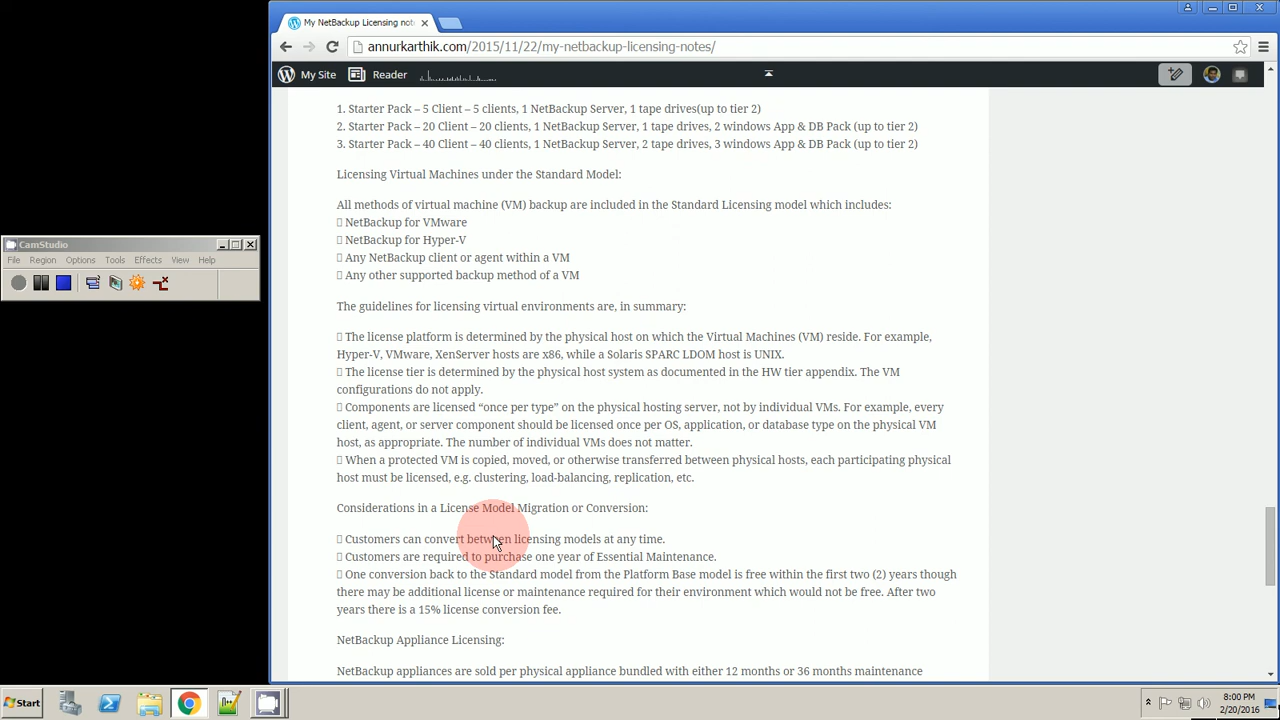 My NetBackup Licensing not
annurkarthik.com/2015/11/22/my-netbackup-licensing-notes/
My Site
Reader
1. Starter Pack – 5 Client – 5 clients, 1 NetBackup Server, 1 tape drives(up to tier 2)
2. Starter Pack – 20 Client – 20 clients, 1 NetBackup Server, 1 tape drives, 2 windows App & DB Pack (up to tier 2)
3. Starter Pack – 40 Client – 40 clients, 1 NetBackup Server, 2 tape drives, 3 windows App & DB Pack (up to tier 2)
Licensing Virtual Machines under the Standard Model:
All methods of virtual machine (VM) backup are included in the Standard Licensing model which includes:
NetBackup for VMware
NetBackup for Hyper-V
Any NetBackup client or agent within a VM
Any other supported backup method of a VM
The guidelines for licensing virtual environments are, in summary:
The license platform is determined by the physical host on which the Virtual Machines (VM) reside. For example,
Hyper-V, VMware, XenServer hosts are x86, while a Solaris SPARC LDOM host is UNIX.
The license tier is determined by the physical host system as documented in the HW tier appendix. The VM
configurations do not apply.
Components are licensed “once per type” on the physical hosting server, not by individual VMs. For example, every
client, agent, or server component should be licensed once per OS, application, or database type on the physical VM
host, as appropriate. The number of individual VMs does not matter.
When a protected VM is copied, moved, or otherwise transferred between physical hosts, each participating physical
host must be licensed, e.g. clustering, load-balancing, replication, etc.
Considerations in a License Model Migration or Conversion:
Customers can convert between licensing models at any time.
Customers are required to purchase one year of Essential Maintenance.
One conversion back to the Standard model from the Platform Base model is free within the first two (2) years though
there may be additional license or maintenance required for their environment which would not be free. After two
years there is a 15% license conversion fee.
NetBackup Appliance Licensing:
NetBackup appliances are sold per physical appliance bundled with either 12 months or 36 months maintenance
CamStudio
File Region Options Tools Effects View Help
Start
8:00 PM
2/20/2016